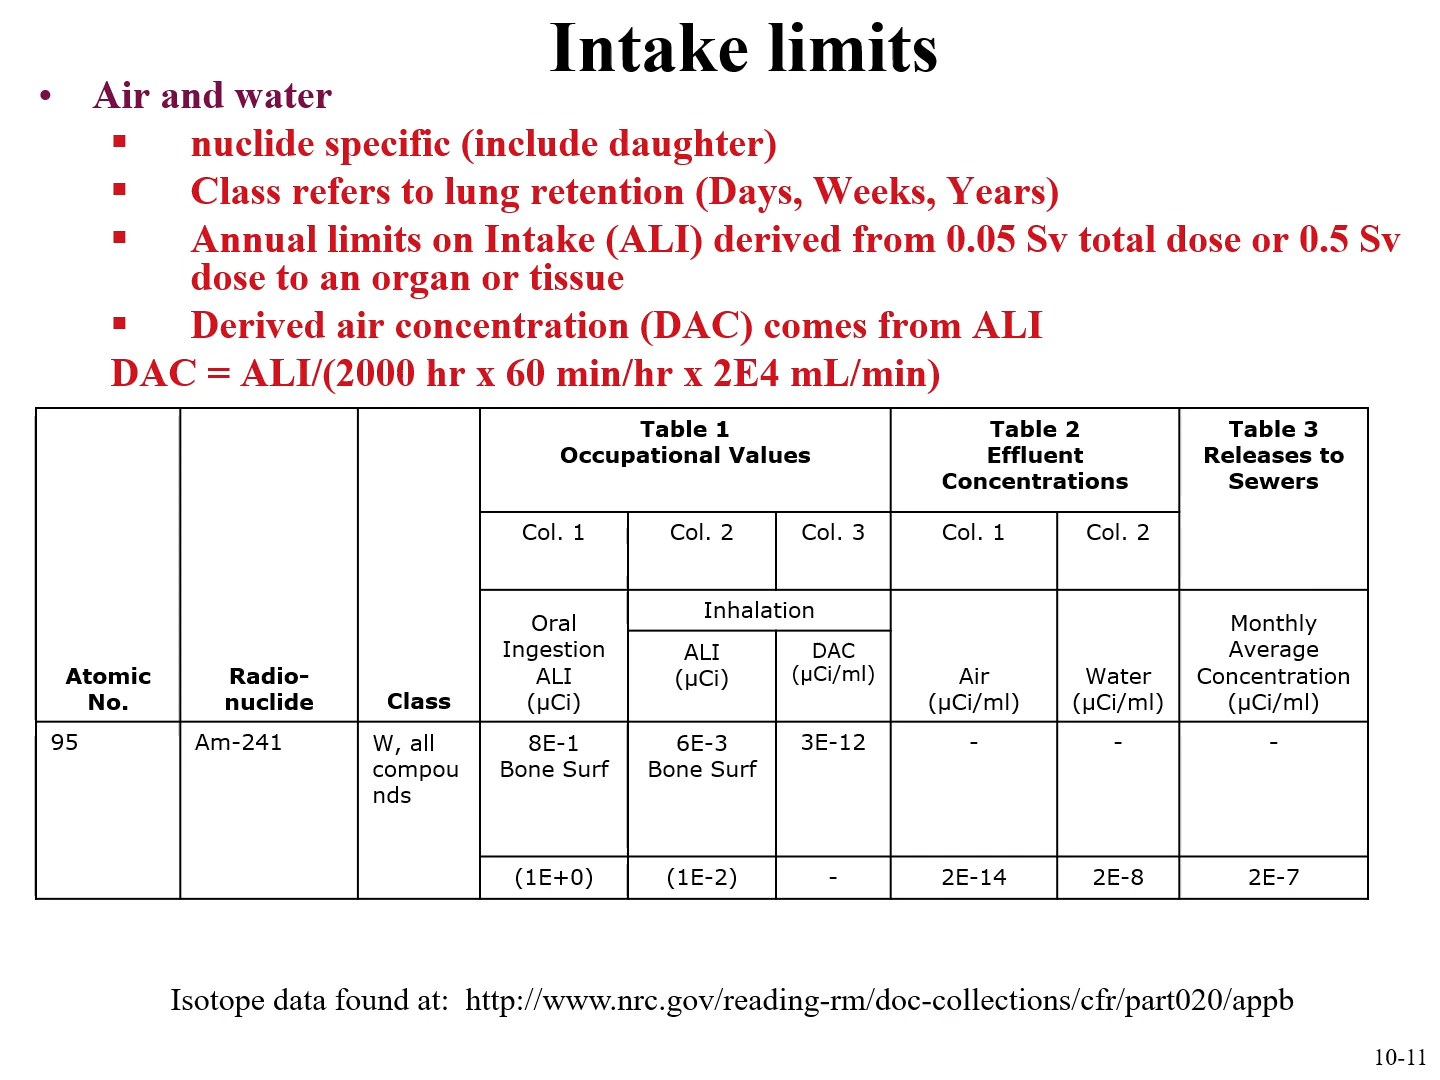 Intake limits
• Air and water
▪ nuclide specific (include daughter)
▪ Class refers to lung retention (Days, Weeks, Years)
▪ Annual limits on Intake (ALI) derived from 0.05 Sv total dose or 0.5 Sv
dose to an organ or tissue
▪ Derived air concentration (DAC) comes from ALI
DAC = ALI/(2000 hr x 60 min/hr x 2E4 mL/min)
Table 1
Occupational Values
Table 2
Effluent
Concentrations
Table 3
Releases to
Sewers
Col. 1 Col. 2 Col. 3 Col. 1 Col. 2
Atomic
No.
Radio-
nuclide
Class
Oral
Ingestion
ALI
(µCi)
Inhalation
ALI
(µCi)
DAC
(µCi/ml)
Air
(µCi/ml)
Water
(µCi/ml)
Monthly
Average
Concentration
(µCi/ml)
95
Am-241
W, all
compou
nds
8E-1
Bone Surf
6E-3
Bone Surf
3E-12
-
-
-
(1E+0) (1E-2) - 2E-14 2E-8 2E-7
Isotope data found at: http://www.nrc.gov/reading-rm/doc-collections/cfr/part020/appb
10-11